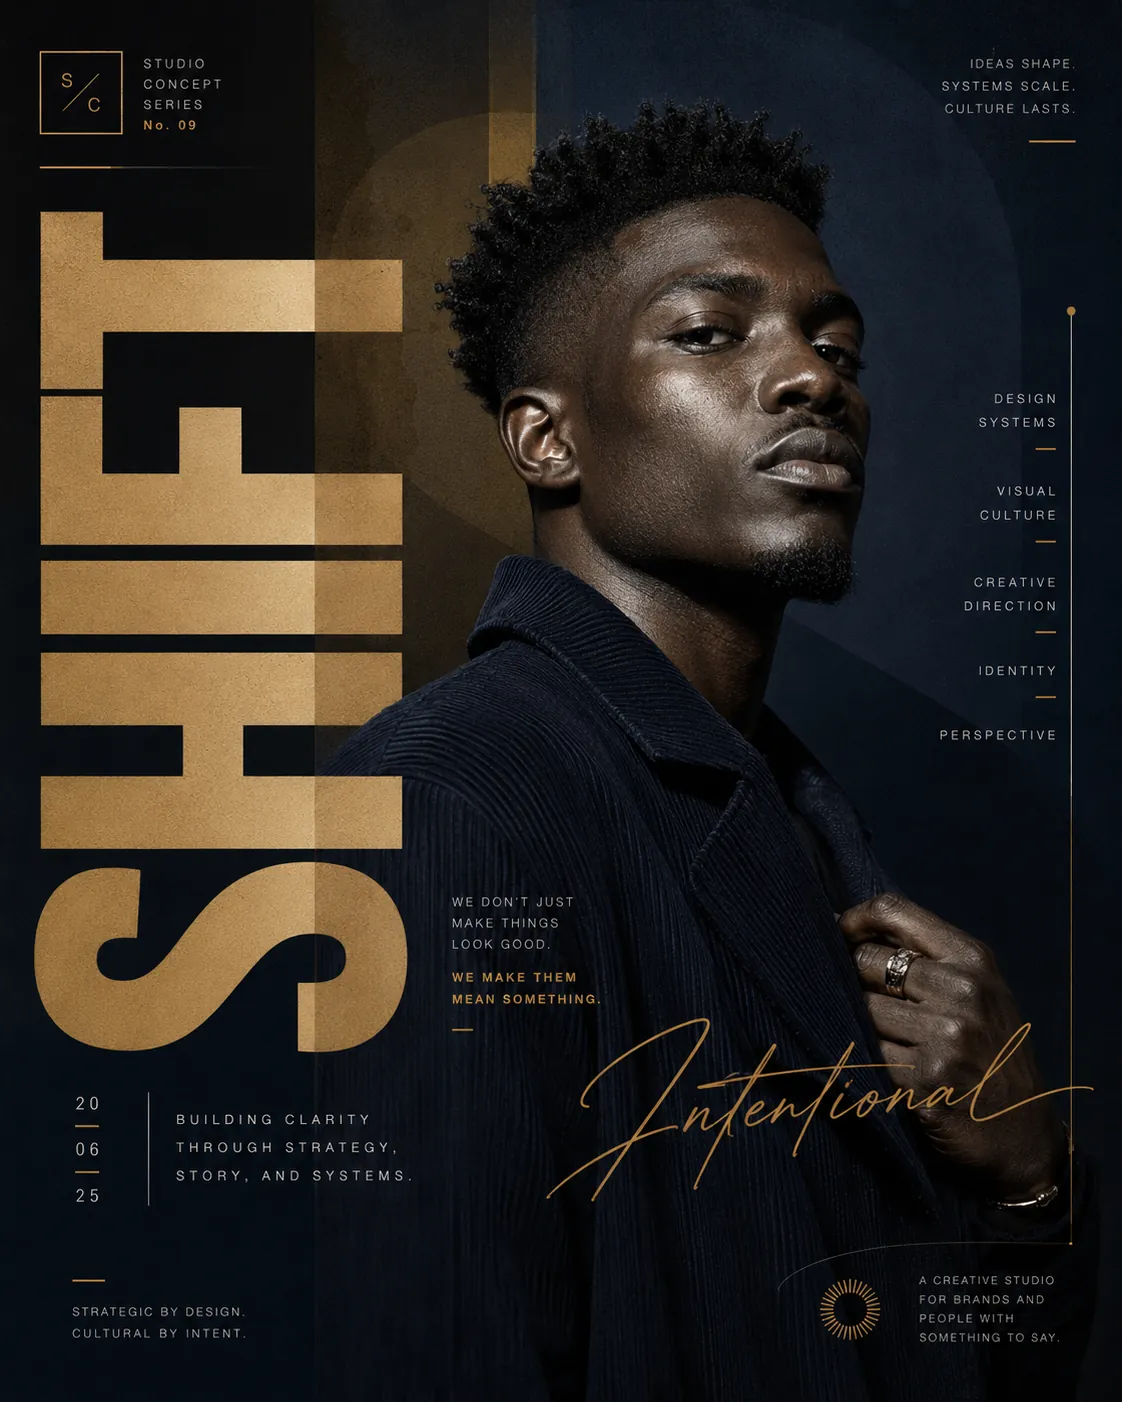 S/C
STUDIO
CONCEPT
SERIES
No. 09
IDEAS SHAPE.
SYSTEMS SCALE.
CULTURE LASTS.
SHIFT
DESIGN
SYSTEMS
VISUAL
CULTURE
CREATIVE
DIRECTION
IDENTITY
PERSPECTIVE
WE DON'T JUST
MAKE THINGS
LOOK GOOD.
WE MAKE THEM
MEAN SOMETHING.
Intentional
20
06
25
BUILDING CLARITY
THROUGH STRATEGY,
STORY, AND SYSTEMS.
STRATEGIC BY DESIGN.
CULTURAL BY INTENT.
A CREATIVE STUDIO
FOR BRANDS AND
PEOPLE WITH
SOMETHING TO SAY.